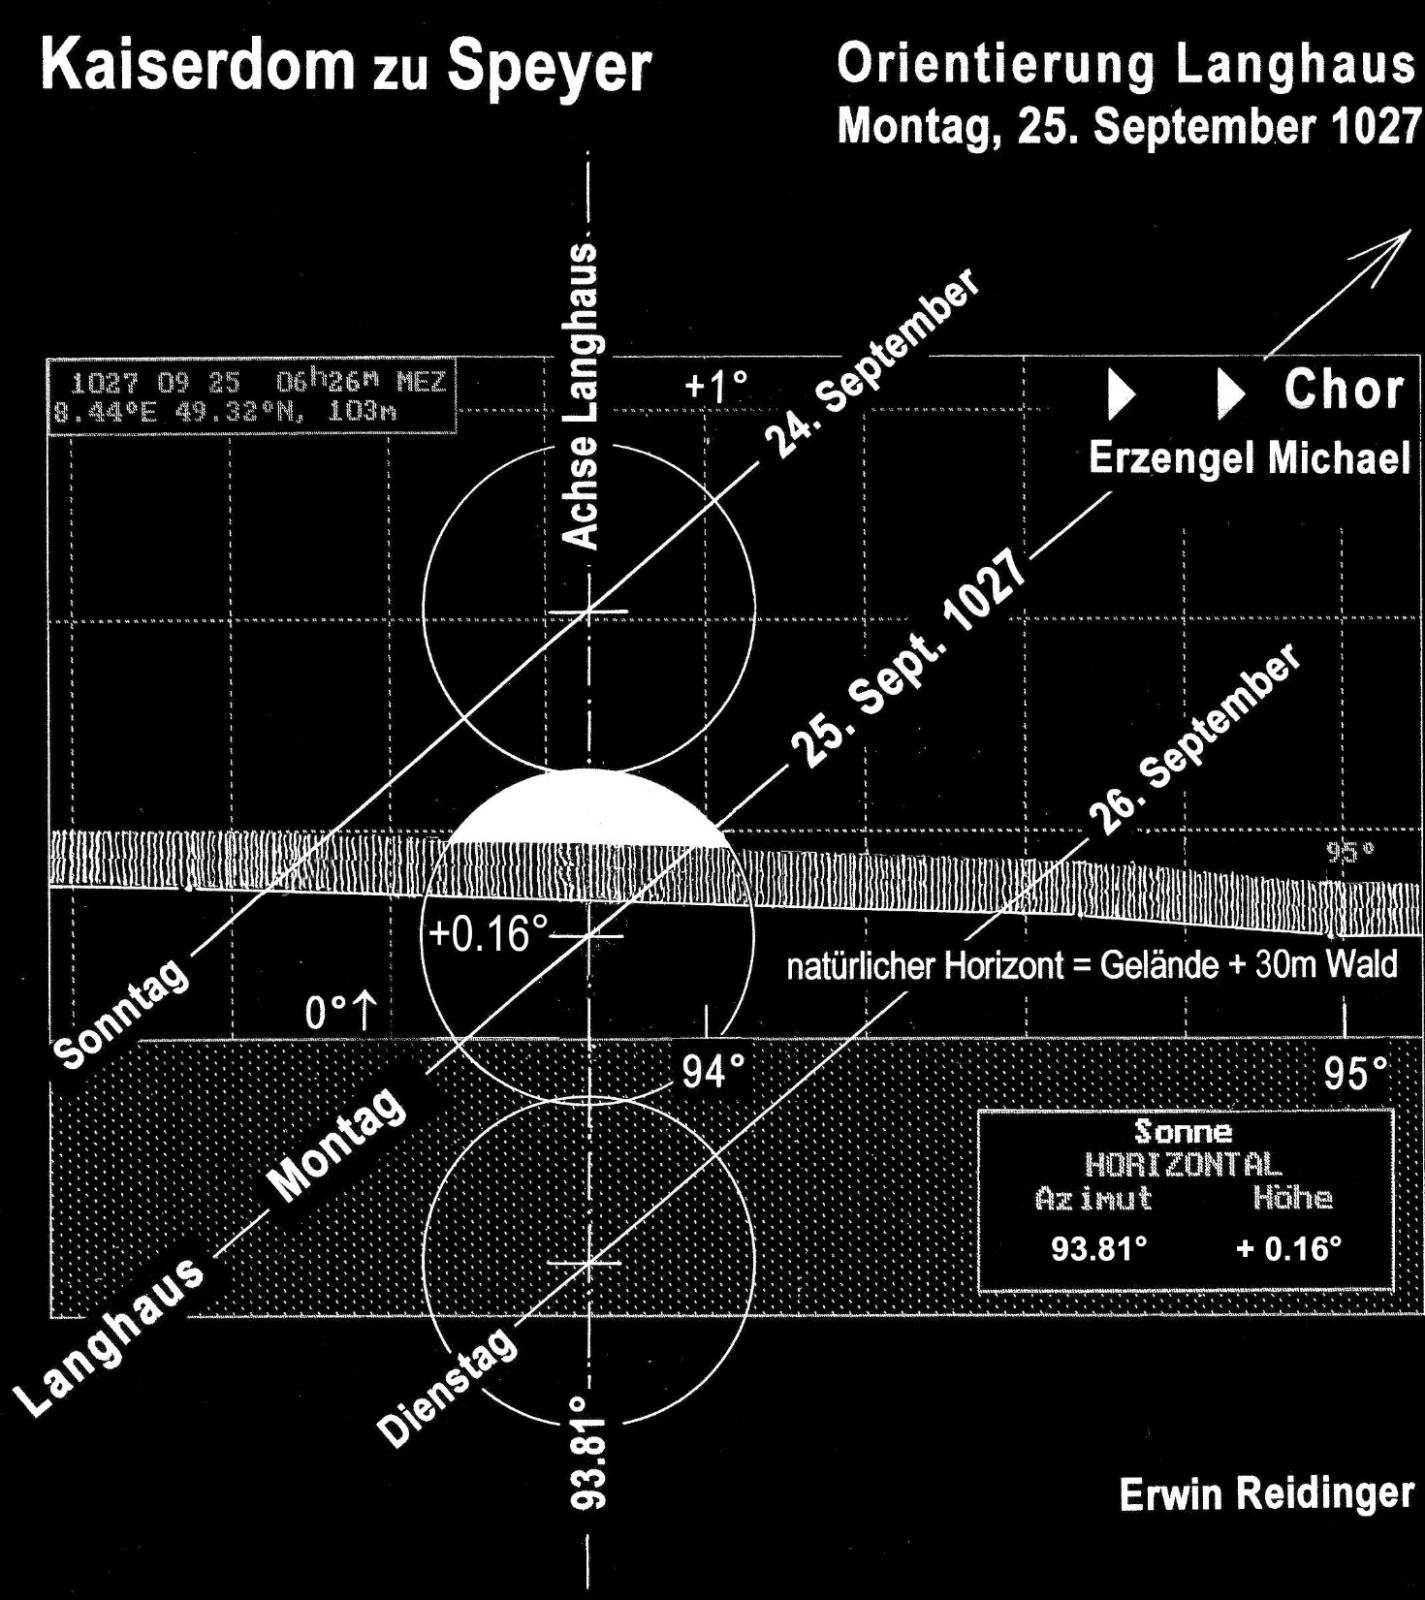 Kaiserdom zu Speyer
Orientierung Langhaus
Montag, 25. September 1027
Achse Langhaus
24. September
1027 09 25 06h26m MEZ
8.44°E 49.32°N, 103m
+1°
Chor
Erzengel Michael
25. Sept. 1027
26. September
95°
+0.16°
natürlicher Horizont = Gelände + 30m Wald
0°↑
Sonntag
94°
95°
Montag
Sonne
HORIZONTAL
Azimut Höhe
93.81° + 0.16°
Langhaus
Dienstag
93.81°
Erwin Reidinger